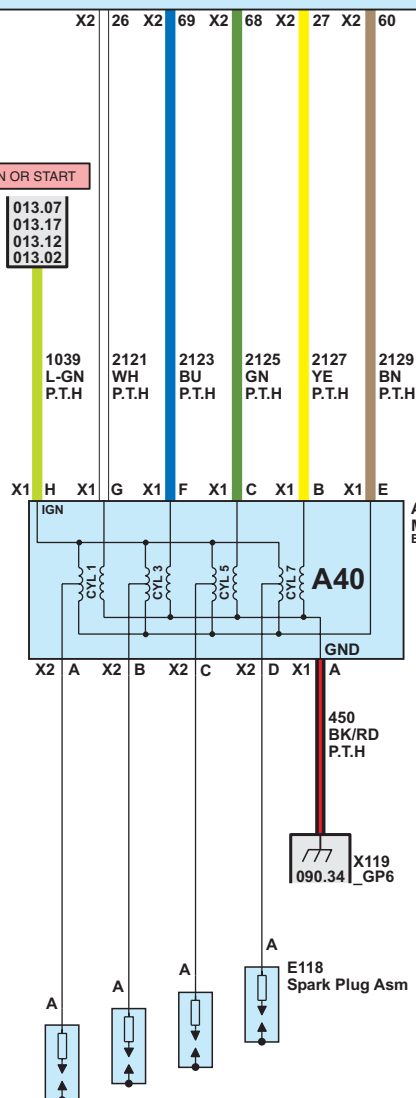 X2 26 X2 69 X2 68 X2 27 X2 60
N OR START
013.07
013.17
013.12
013.02
1039 2121 2123 2125 2127 2129
L-GN WH BU GN YE BN
P.T.H P.T.H P.T.H P.T.H P.T.H P.T.H
X1 H X1 G X1 F X1 C X1 B X1 E
IGN
CYL 1 CYL 3 CYL 5 CYL 7 A40
GND
X2 A X2 B X2 C X2 D X1 A
450
BK/RD
P.T.H
X119
090.34 _GP6
A A A A
E118
Spark Plug Asm